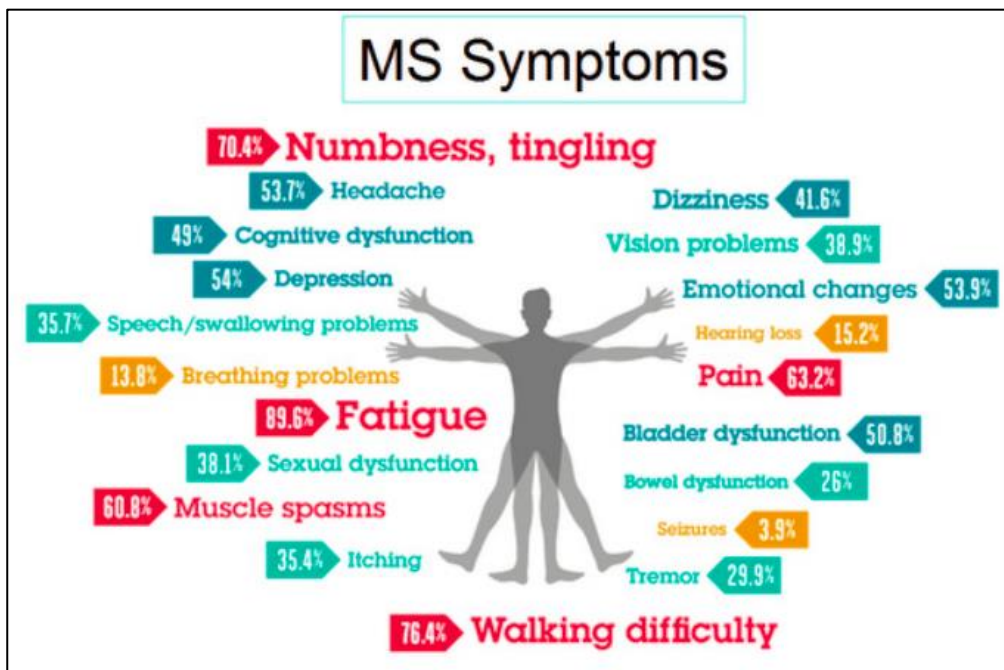 MS Symptoms
70.4% Numbness, tingling
53.7% Headache
49% Cognitive dysfunction
54% Depression
35.7% Speech/swallowing problems
13.8% Breathing problems
89.6% Fatigue
38.1% Sexual dysfunction
60.8% Muscle spasms
35.4% Itching
Dizziness 41.6%
Vision problems 38.9%
Emotional changes 53.9%
Hearing loss 15.2%
Pain 63.2%
Bladder dysfunction 50.8%
Bowel dysfunction 26%
Seizures 3.9%
Tremor 29.9%
76.4% Walking difficulty